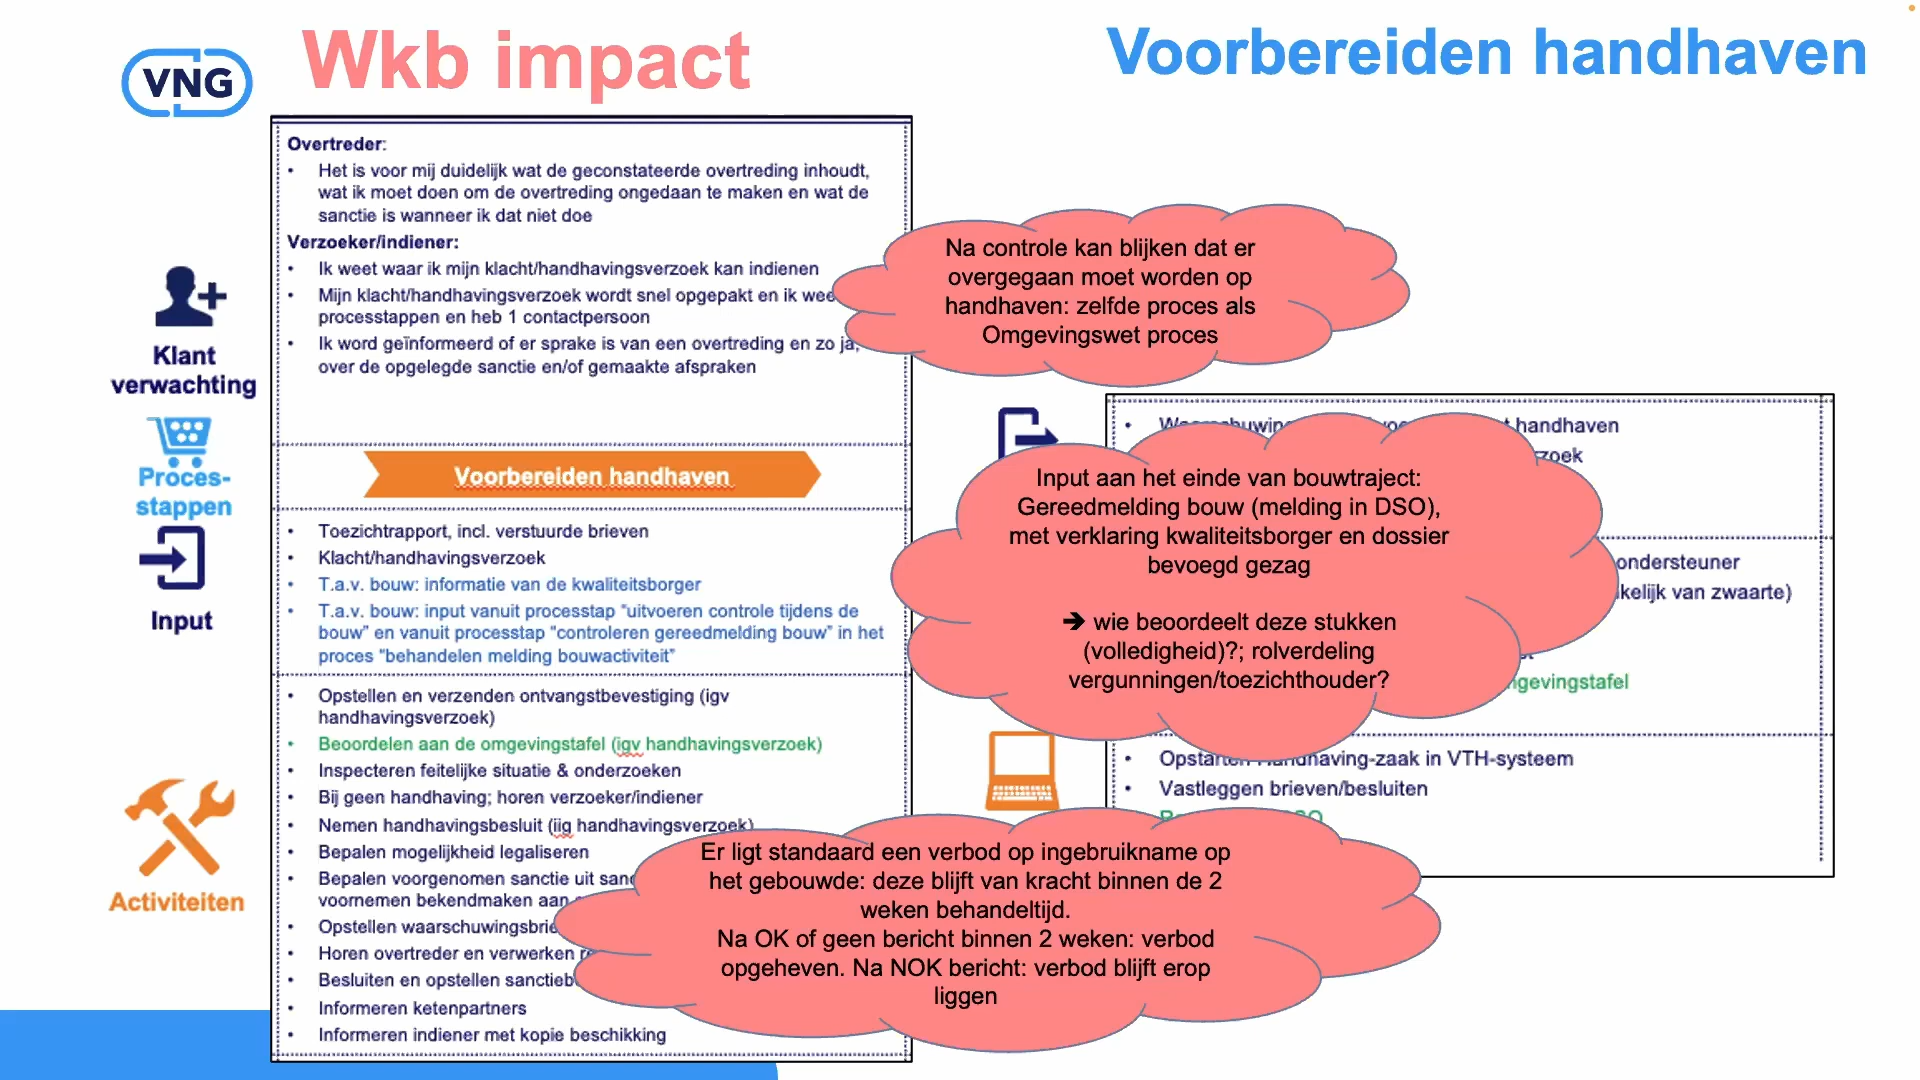 VNG
Wkb impact
Voorbereiden handhaven
Overtreder:
• Het is voor mij duidelijk wat de geconstateerde overtreding inhoudt,
wat ik moet doen om de overtreding ongedaan te maken en wat de
sanctie is wanneer ik dat niet doe
Verzoeker/indiener:
• Ik weet waar ik mijn klacht/handhavingsverzoek kan indienen
• Mijn klacht/handhavingsverzoek wordt snel opgepakt en ik
processtappen en heb 1 contactpersoon
• Ik word geïnformeerd of er sprake is van een overtreding en zo ja,
over de opgelegde sanctie en/of gemaakte afspraken
Klant
verwachting
Voorbereiden handhaven
Proces-
stappen
• Toezichtrapport, incl. verstuurde brieven
• Klacht/handhavingsverzoek
• T.a.v. bouw: informatie van de kwaliteitsborger
• T.a.v. bouw: input vanuit processtap “uitvoeren controle tijdens de
bouw” en vanuit processtap “controleren gereedmelding bouw” in het
proces “behandelen melding bouwactiviteit”
Input
• Opstellen en verzenden ontvangstbevestiging (igv
handhavingsverzoek)
• Beoordelen aan de omgevingstafel (igv handhavingsverzoek)
• Inspecteren feitelijke situatie & onderzoeken
• Bij geen handhaving; horen verzoeker/indiener
• Nemen handhavingsbesluit (iig handhavingsverzoek)
• Bepalen mogelijkheid legaliseren
• Bepalen voorgenomen sanctie uit
voornemen bekendmaken aan
• Opstellen
• Horen overtreder en verwerken
• Besluiten en opstellen
• Informeren ketenpartners
• Informeren indiener met kopie beschikking
Activiteiten
Na controle kan blijken dat er
overgegaan moet worden op
handhaven: zelfde proces als
Omgevingswet proces
• handhaven
Input aan het einde van bouwtraject:
Gereedmelding bouw (melding in DSO),
met verklaring kwaliteitsborger en dossier
bevoegd gezag
➔ wie beoordeelt deze stukken
(volledigheid)?; rolverdeling
vergunningen/toezichthouder?
ondersteuner
van zwaarte)
• Opstarten Handhaving-zaak in VTH-systeem
• Vastleggen brieven/besluiten
Er ligt standaard een verbod op ingebruikname op
het gebouwde: deze blijft van kracht binnen de 2
weken behandeltijd.
Na OK of geen bericht binnen 2 weken: verbod
opgeheven. Na NOK bericht: verbod blijft erop
liggen